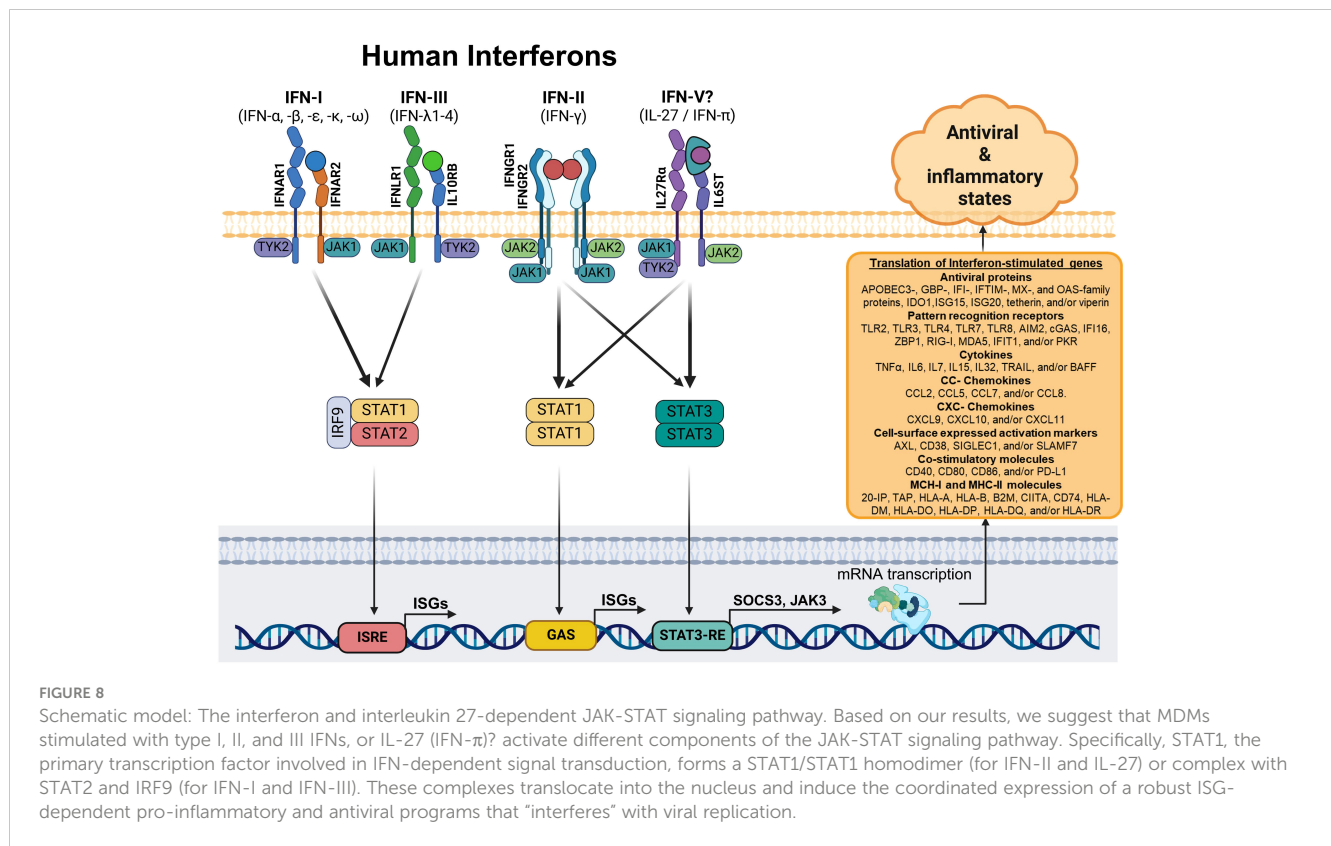 Human Interferons
IFN-I
(IFN-α, -β, -ε, -κ, -ω)
IFN-III
(IFN-λ1-4)
IFN-II
(IFN-γ)
IFN-V?
(IL-27 / IFN-π)
IFNAR1
IFNAR2
IFNLR1
IL10RB
IFNGR1
IFNGR2
IL27Rα
IL6ST
TYK2
JAK1
JAK1
TYK2
JAK2
JAK1
JAK2
JAK1
JAK1
TYK2
JAK2
IRF9
STAT1
STAT2
STAT1
STAT1
STAT3
STAT3
ISRE
ISGs
GAS
ISGs
STAT3-RE
SOCS3, JAK3
mRNA transcription
Antiviral
&
inflammatory
states
Translation of Interferon-stimulated genes
Antiviral proteins
APOBEC3-, GBP-, IFI-, IFTIM-, MX-, and OAS-family
proteins, IDO1,ISG15, ISG20, tetherin, and/or viperin
Pattern recognition receptors
TLR2, TLR3, TLR4, TLR7, TLR8, AIM2, cGAS, IFI16,
ZBP1, RIG-I, MDA5, IFIT1, and/or PKR
Cytokines
TNFα, IL6, IL7, IL15, IL32, TRAIL, and/or BAFF
CC- Chemokines
CCL2, CCL5, CCL7, and/or CCL8.
CXC- Chemokines
CXCL9, CXCL10, and/or CXCL11
Cell-surface expressed activation markers
AXL, CD38, SIGLEC1, and/or SLAMF7
Co-stimulatory molecules
CD40, CD80, CD86, and/or PD-L1
MCH-I and MHC-II molecules
20-IP, TAP, HLA-A, HLA-B, B2M, CIITA, CD74, HLA-
DM, HLA-DO, HLA-DP, HLA-DQ, and/or HLA-DR
FIGURE 8
Schematic model: The interferon and interleukin 27-dependent JAK-STAT signaling pathway. Based on our results, we suggest that MDMs
stimulated with type I, II, and III IFNs, or IL-27 (IFN-π)? activate different components of the JAK-STAT signaling pathway. Specifically, STAT1, the
primary transcription factor involved in IFN-dependent signal transduction, forms a STAT1/STAT1 homodimer (for IFN-II and IL-27) or complex with
STAT2 and IRF9 (for IFN-I and IFN-III). These complexes translocate into the nucleus and induce the coordinated expression of a robust ISG-
dependent pro-inflammatory and antiviral programs that “interferes” with viral replication.